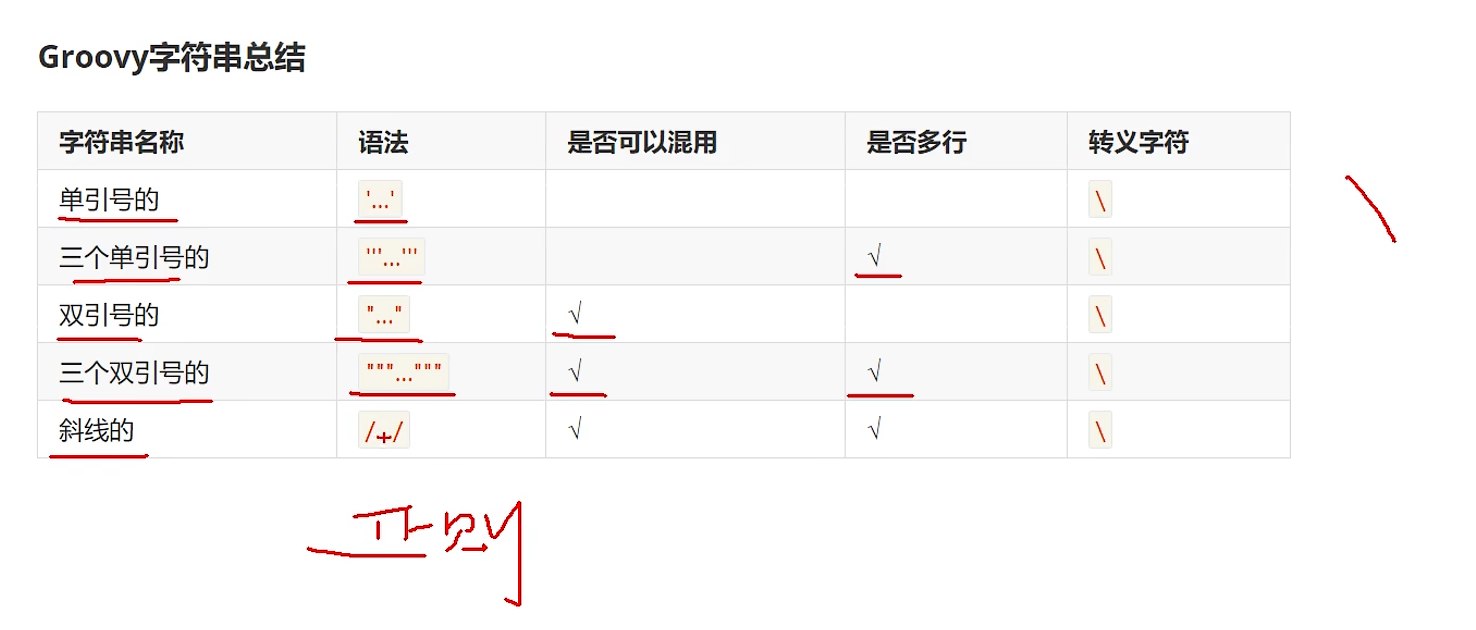 Groovy字符串总结
字符串名称 语法 是否可以混用 是否多行 转义字符
单引号的 '...' \
三个单引号的 '''...''' √ \
双引号的 "..." √ \
三个双引号的 """...""" √ √ \
斜线的 /+/ √ √ \
正则